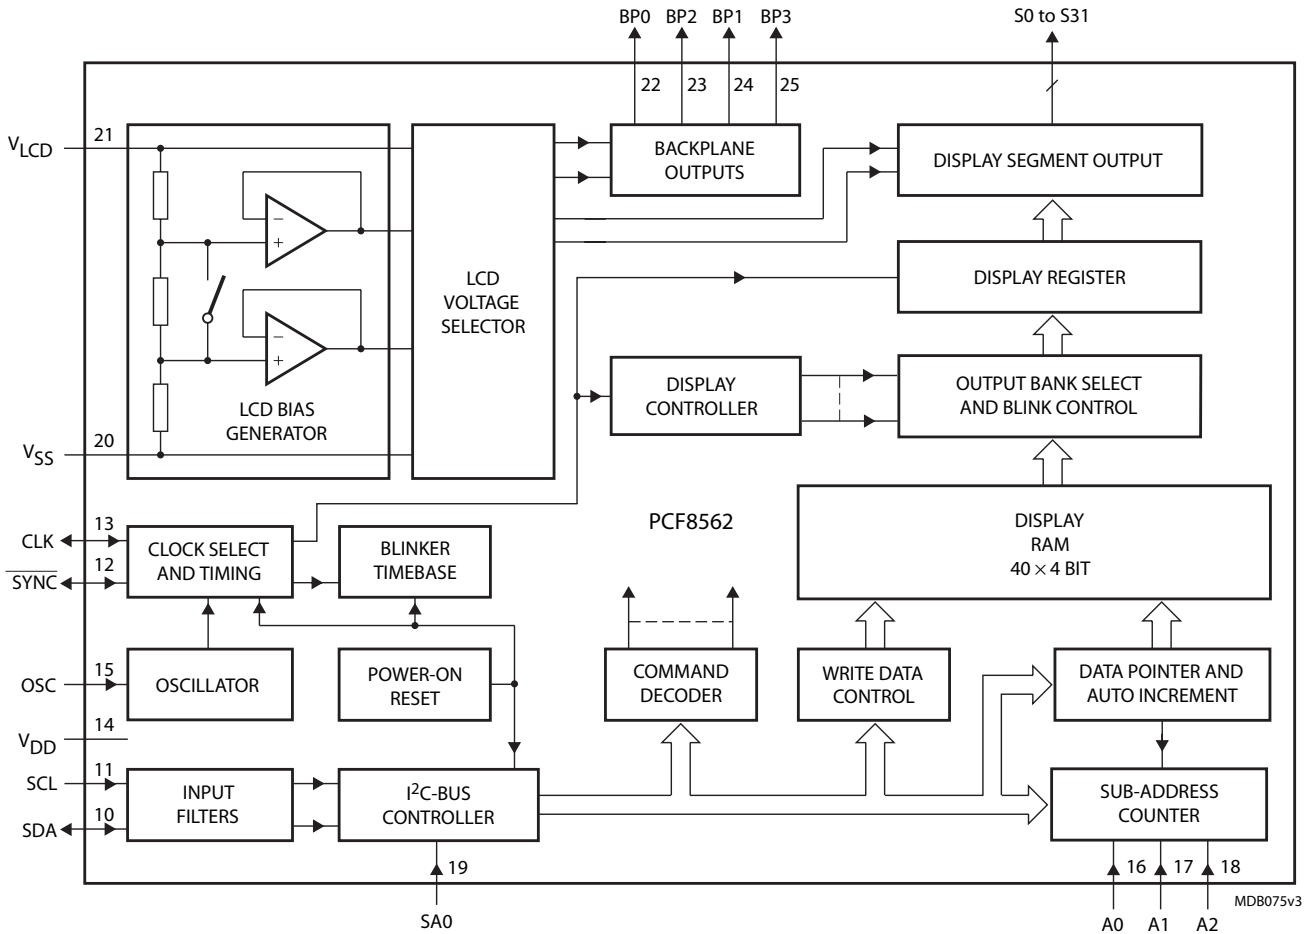 BP0 BP2 BP1 BP3 S0 to S31
22 23 24 25
VLCD 21
BACKPLANE
OUTPUTS
DISPLAY SEGMENT OUTPUT
−
+
−
+
LCD
VOLTAGE
SELECTOR
DISPLAY REGISTER
LCD BIAS
GENERATOR
DISPLAY
CONTROLLER
OUTPUT BANK SELECT
AND BLINK CONTROL
VSS 20
CLK 13
SYNC 12
CLOCK SELECT
AND TIMING
BLINKER
TIMEBASE
PCF8562
DISPLAY
RAM
40 × 4 BIT
OSC 15
OSCILLATOR
POWER-ON
RESET
COMMAND
DECODER
WRITE DATA
CONTROL
DATA POINTER AND
AUTO INCREMENT
VDD 14
SCL 11
SDA 10
INPUT
FILTERS
I²C-BUS
CONTROLLER
SUB-ADDRESS
COUNTER
19
16 17 18
SA0
A0 A1 A2
MDB075v3